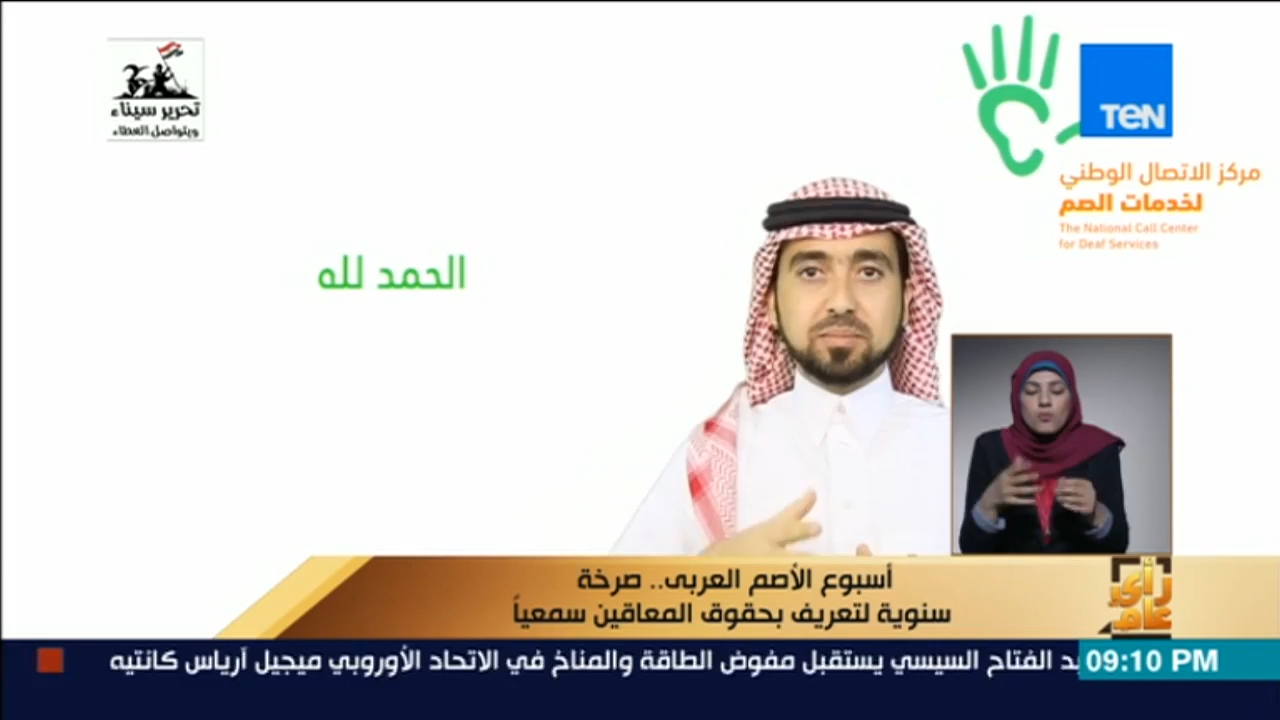 تحرير سيناء
ويتواصل العطاء
TeN
مركز الاتصال الوطني
لخدمات الصم
The National Call Center
for Deaf Services
الحمد لله
أسبوع الأصم العربى.. صرخة
سنوية لتعريف بحقوق المعاقين سمعياً
رأى
عام
الفتاح السيسي يستقبل مفوض الطاقة والمناخ في الاتحاد الأوروبي ميجيل آرياس كانتيه
09:10 PM